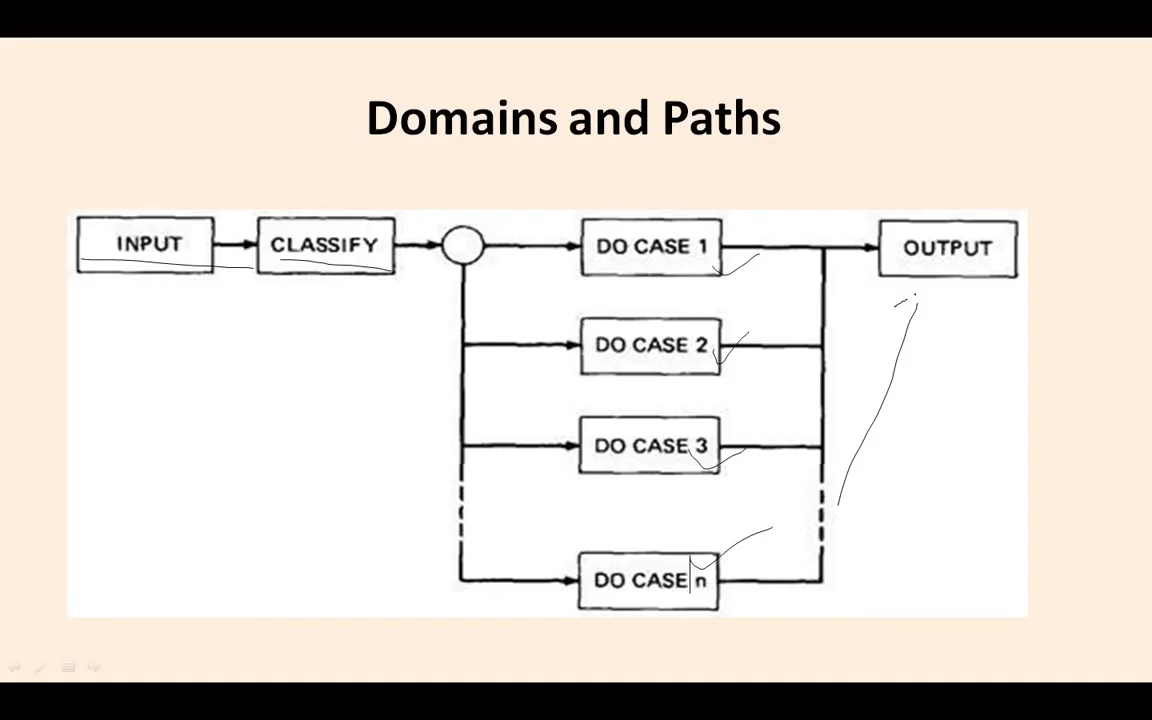 Domains and Paths
INPUT
CLASSIFY
DO CASE 1
OUTPUT
DO CASE 2
DO CASE 3
DO CASE n